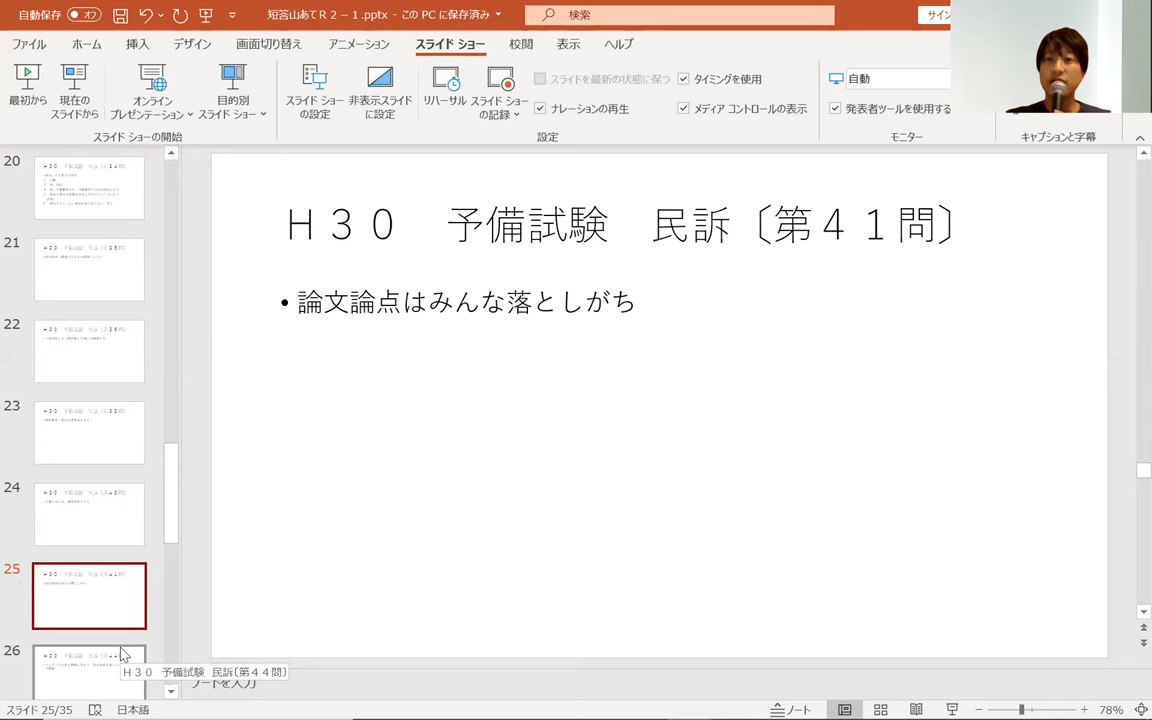 自動保存 オフ 短答山あてR２－１.pptx - この PC に保存済み 検索 サイン
ファイル ホーム 挿入 デザイン 画面切り替え アニメーション スライド ショー 校閲 表示 ヘルプ
最初から
現在の
スライドから
オンライン
プレゼンテーション
目的別
スライド ショー
スライド ショーの開始
スライド ショー
の設定
非表示スライド
に設定
リハーサル
スライド ショー
の記録
スライドを最新の状態に保つ
ナレーションの再生
タイミングを使用
メディア コントロールの表示
設定
自動
発表者ツールを使用する
モニター
キャプションと字幕
20
21
22
23
24
25
26
Ｈ３０　予備試験　民訴〔第４１問〕
• 論文論点はみんな落としがち
Ｈ３０　予備試験　民訴〔第４４問〕
ノートを入力
スライド 25/35 日本語 ノート 78%